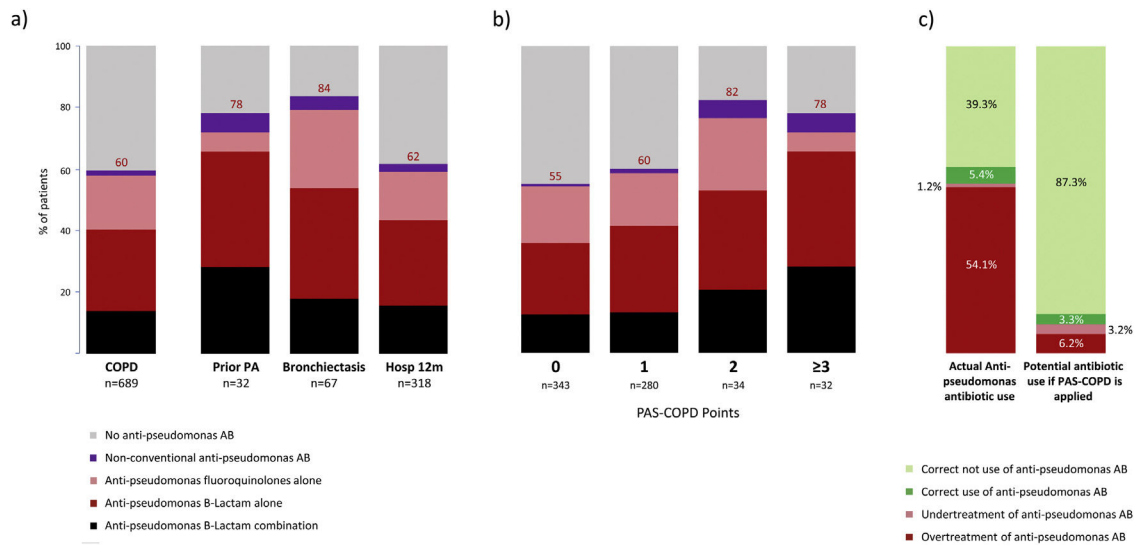 a)
b)
c)
100
80
60
40
20
% of patients
60
78
84
62
COPD
n=689
Prior PA
n=32
Bronchiectasis
n=67
Hosp 12m
n=318
55
60
82
78
0
n=343
1
n=280
2
n=34
≥3
n=32
PAS-COPD Points
39.3%
5.4%
1.2%
54.1%
87.3%
3.3%
3.2%
6.2%
Actual Anti-
pseudomonas
antibiotic use
Potential antibiotic
use if PAS-COPD is
applied
No anti-pseudomonas AB
Non-conventional anti-pseudomonas AB
Anti-pseudomonas fluoroquinolones alone
Anti-pseudomonas B-Lactam alone
Anti-pseudomonas B-Lactam combination
Correct not use of anti-pseudomonas AB
Correct use of anti-pseudomonas AB
Undertreatment of anti-pseudomonas AB
Overtreatment of anti-pseudomonas AB